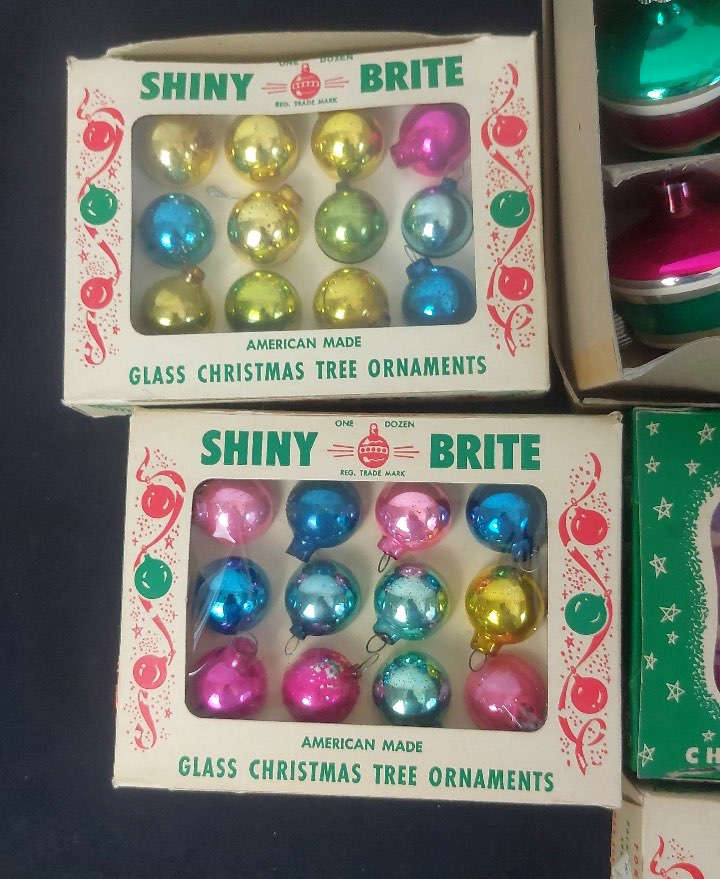 ONE DOZEN
SHINY BRITE
REG. TRADE MARK
AMERICAN MADE
GLASS CHRISTMAS TREE ORNAMENTS
ONE DOZEN
SHINY BRITE
REG. TRADE MARK
AMERICAN MADE
GLASS CHRISTMAS TREE ORNAMENTS
CH